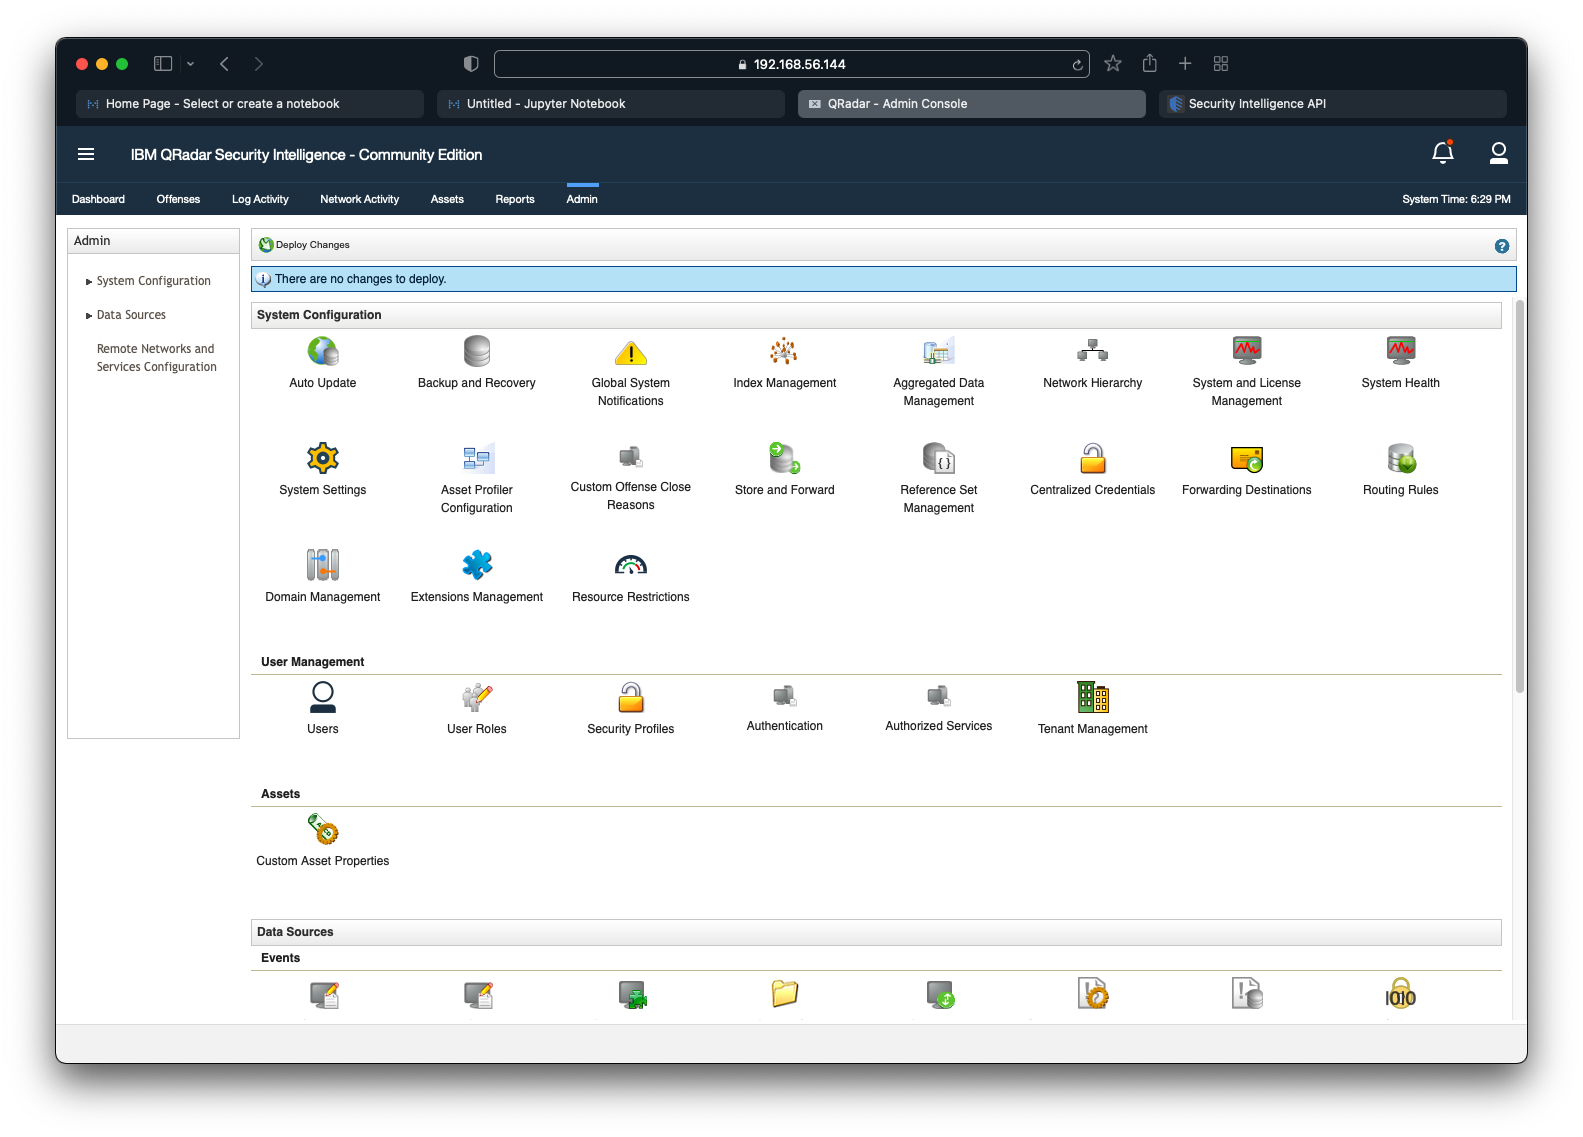 192.168.56.144
Home Page - Select or create a notebook
Untitled - Jupyter Notebook
QRadar - Admin Console
Security Intelligence API
IBM QRadar Security Intelligence - Community Edition
Dashboard Offenses Log Activity Network Activity Assets Reports Admin
System Time: 6:29 PM
Admin
System Configuration
Data Sources
Remote Networks and
Services Configuration
Deploy Changes
?
There are no changes to deploy.
System Configuration
Auto Update
Backup and Recovery
Global System
Notifications
Index Management
Aggregated Data
Management
Network Hierarchy
System and License
Management
System Health
System Settings
Asset Profiler
Configuration
Custom Offense Close
Reasons
Store and Forward
Reference Set
Management
Centralized Credentials
Forwarding Destinations
Routing Rules
Domain Management
Extensions Management
Resource Restrictions
User Management
Users
User Roles
Security Profiles
Authentication
Authorized Services
Tenant Management
Assets
Custom Asset Properties
Data Sources
Events